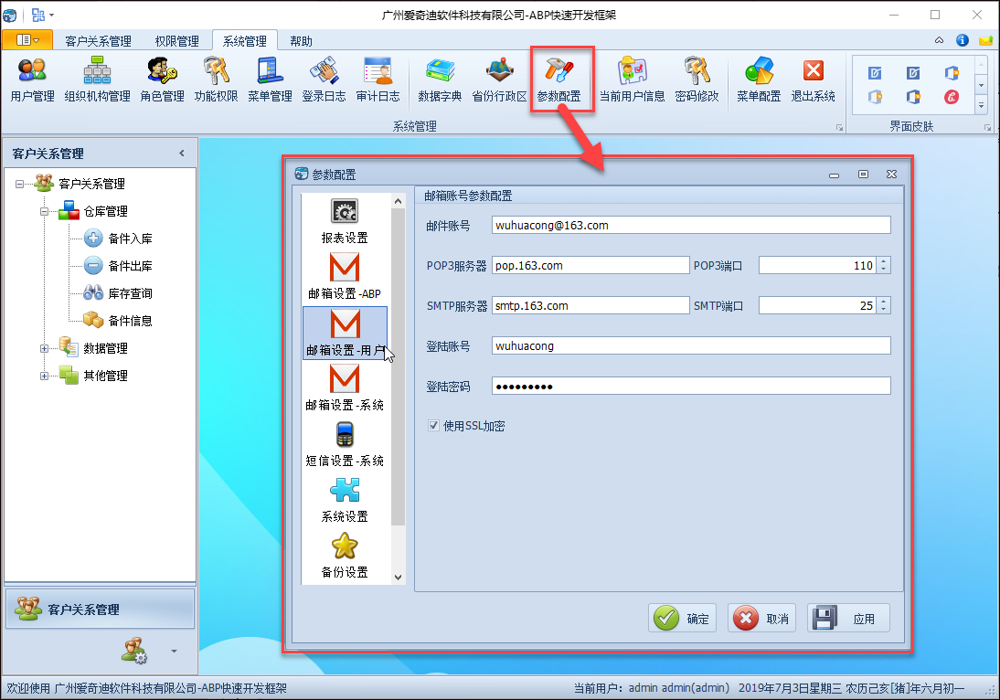 广州爱奇迪软件科技有限公司-ABP快速开发框架
客户关系管理 权限管理 系统管理 帮助
用户管理 组织机构管理 角色管理 功能权限 菜单管理 登录日志 审计日志 数据字典 省份行政区 参数配置 当前用户信息 密码修改 菜单配置 退出系统
系统管理 界面皮肤
客户关系管理
客户关系管理
仓库管理
备件入库
备件出库
库存查询
备件信息
数据管理
其他管理
客户关系管理
参数配置
报表设置
邮箱设置-ABP
邮箱设置-用户
邮箱设置-系统
短信设置-系统
系统设置
备份设置
邮箱账号参数配置
邮件账号 wuhuacong@163.com
POP3服务器 pop.163.com POP3端口 110
SMTP服务器 smtp.163.com SMTP端口 25
登陆账号 wuhuacong
登陆密码 ●●●●●●●●●
使用SSL加密
确定 取消 应用
欢迎使用 广州爱奇迪软件科技有限公司-ABP快速开发框架 当前用户：admin admin(admin) 2019年7月3日星期三 农历己亥[猪]年六月初一